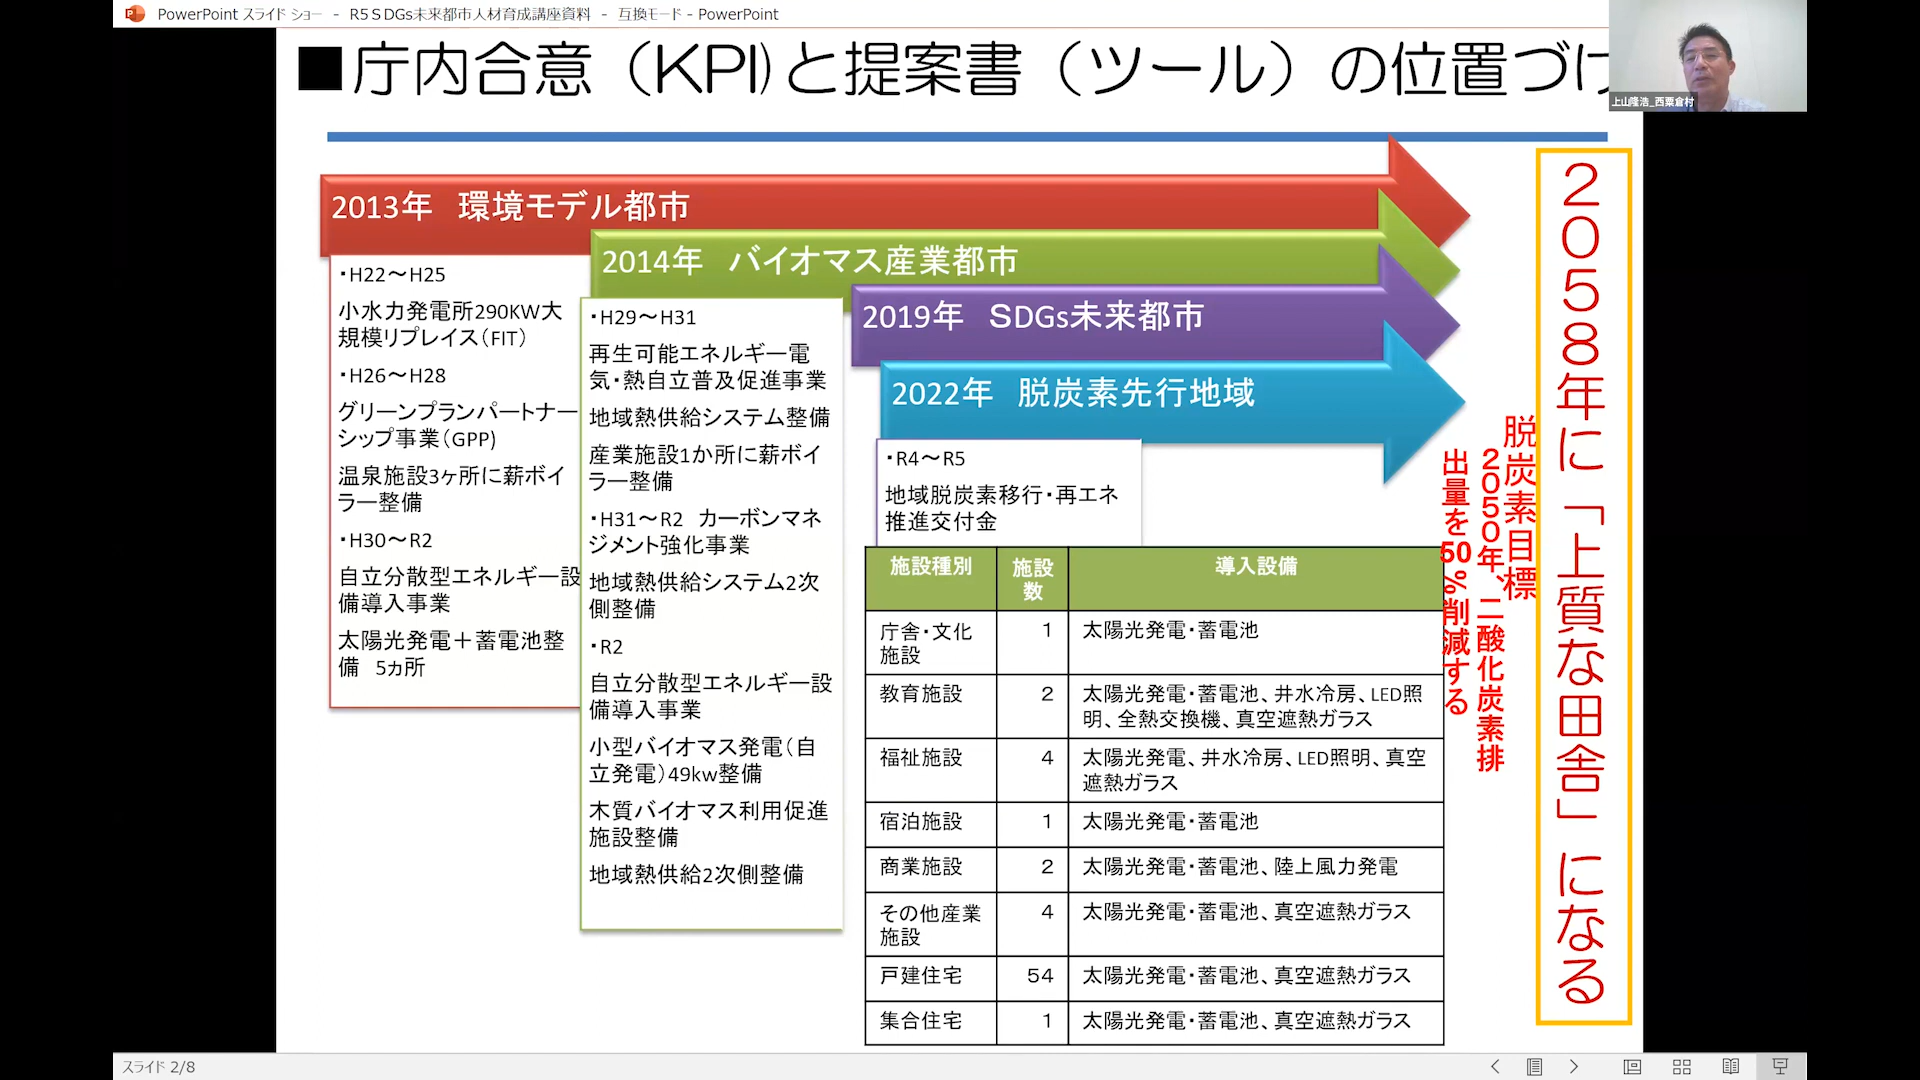 PowerPoint スライド ショー - R5ＳDGs未来都市人材育成講座資料 - 互換モード - PowerPoint
■庁内合意（KPI)と提案書（ツール）の位置づけ
上山隆浩_西粟倉村
2013年　環境モデル都市
2014年　バイオマス産業都市
2019年　ＳDGs未来都市
2022年　脱炭素先行地域
・H22～H25
小水力発電所290KW大
規模リプレイス（FIT）
・H26～H28
グリーンプランパートナー
シップ事業（GPP)
温泉施設3ヶ所に薪ボイ
ラー整備
・H30～R2
自立分散型エネルギー設
備導入事業
太陽光発電＋蓄電池整
備　5ヵ所
・H29～H31
再生可能エネルギー電
気・熱自立普及促進事業
地域熱供給システム整備
産業施設1か所に薪ボイ
ラー整備
・H31～R2　カーボンマネ
ジメント強化事業
地域熱供給システム2次
側整備
・R2
自立分散型エネルギー設
備導入事業
小型バイオマス発電（自
立発電）49kw整備
木質バイオマス利用促進
施設整備
地域熱供給2次側整備
・R4～R5
地域脱炭素移行・再エネ
推進交付金
施設種別 施設数 導入設備
庁舎・文化施設 1 太陽光発電・蓄電池
教育施設 2 太陽光発電・蓄電池、井水冷房、LED照
明、全熱交換機、真空遮熱ガラス
福祉施設 4 太陽光発電、井水冷房、LED照明、真空
遮熱ガラス
宿泊施設 1 太陽光発電・蓄電池
商業施設 2 太陽光発電・蓄電池、陸上風力発電
その他産業施設 4 太陽光発電・蓄電池、真空遮熱ガラス
戸建住宅 54 太陽光発電・蓄電池、真空遮熱ガラス
集合住宅 1 太陽光発電・蓄電池、真空遮熱ガラス
２０５８年に「上質な田舎」になる
脱炭素目標
２０５０年、二酸化炭素排
出量を50％削減する
スライド 2/8